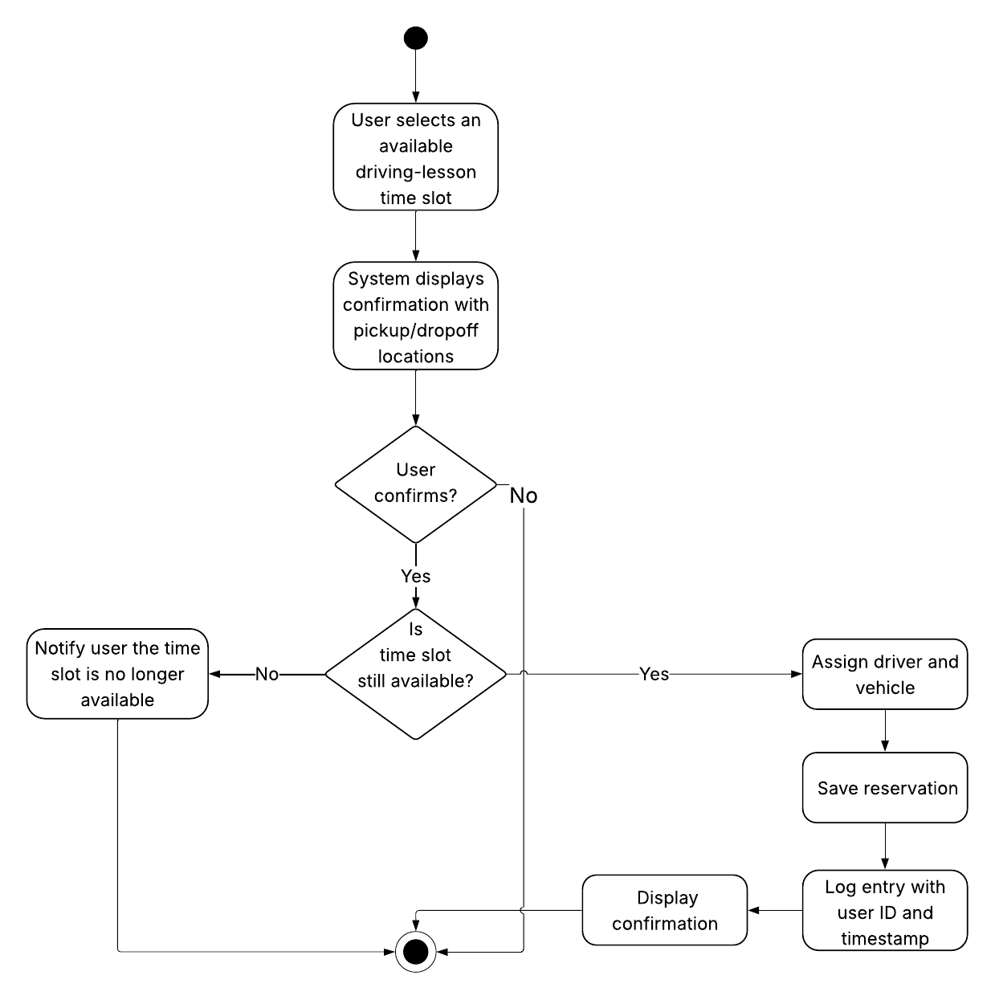 User selects an
available
driving-lesson
time slot
System displays
confirmation with
pickup/dropoff
locations
User
confirms?
No
Yes
Is
time slot
still available?
No
Notify user the time
slot is no longer
available
Yes
Assign driver and
vehicle
Save reservation
Log entry with
user ID and
timestamp
Display
confirmation